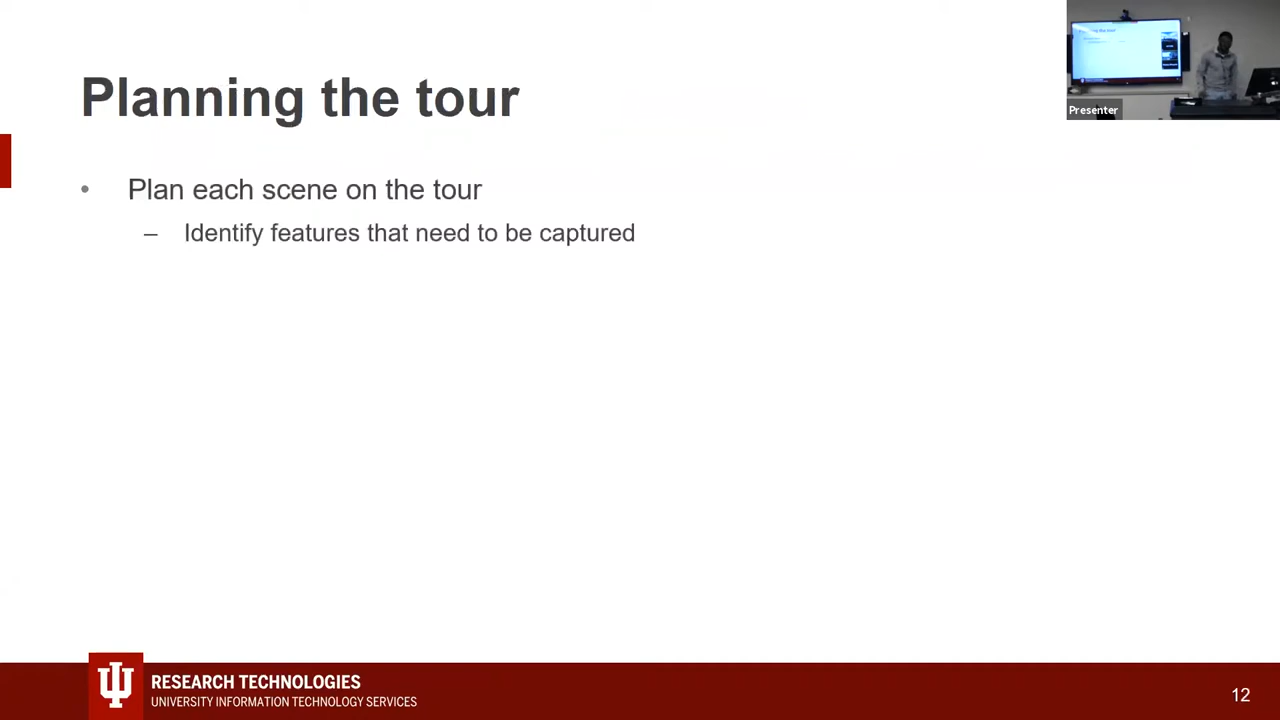 Planning the tour
Presenter
• Plan each scene on the tour
– Identify features that need to be captured
RESEARCH TECHNOLOGIES
UNIVERSITY INFORMATION TECHNOLOGY SERVICES
12